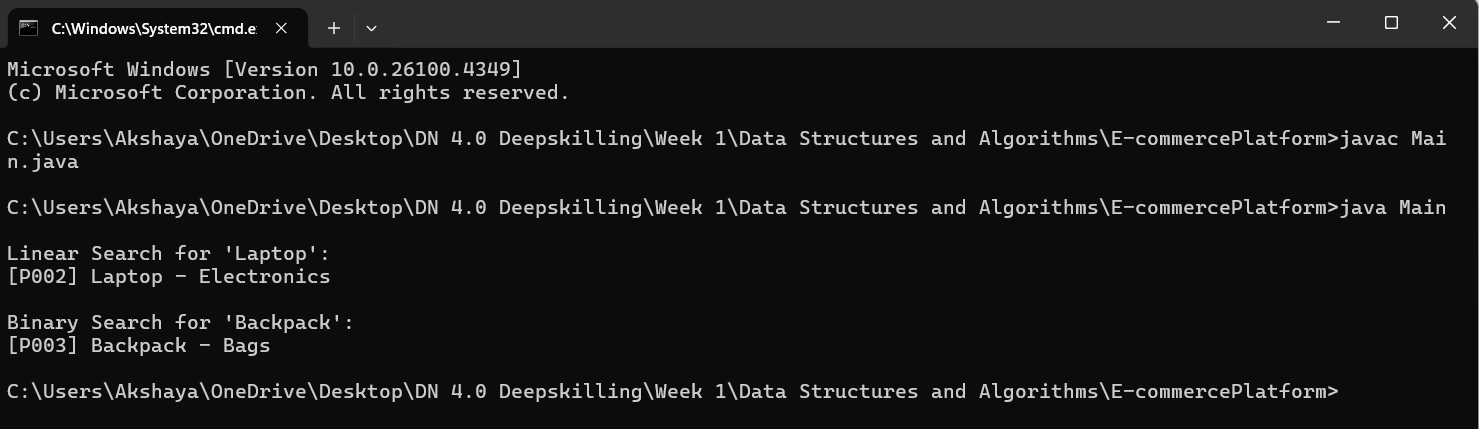 C:\Windows\System32\cmd.e
Microsoft Windows [Version 10.0.26100.4349]
(c) Microsoft Corporation. All rights reserved.
C:\Users\Akshaya\OneDrive\Desktop\DN 4.0 Deepskilling\Week 1\Data Structures and Algorithms\E-commercePlatform>javac Mai
n.java
C:\Users\Akshaya\OneDrive\Desktop\DN 4.0 Deepskilling\Week 1\Data Structures and Algorithms\E-commercePlatform>java Main
Linear Search for 'Laptop':
[P002] Laptop - Electronics
Binary Search for 'Backpack':
[P003] Backpack - Bags
C:\Users\Akshaya\OneDrive\Desktop\DN 4.0 Deepskilling\Week 1\Data Structures and Algorithms\E-commercePlatform>